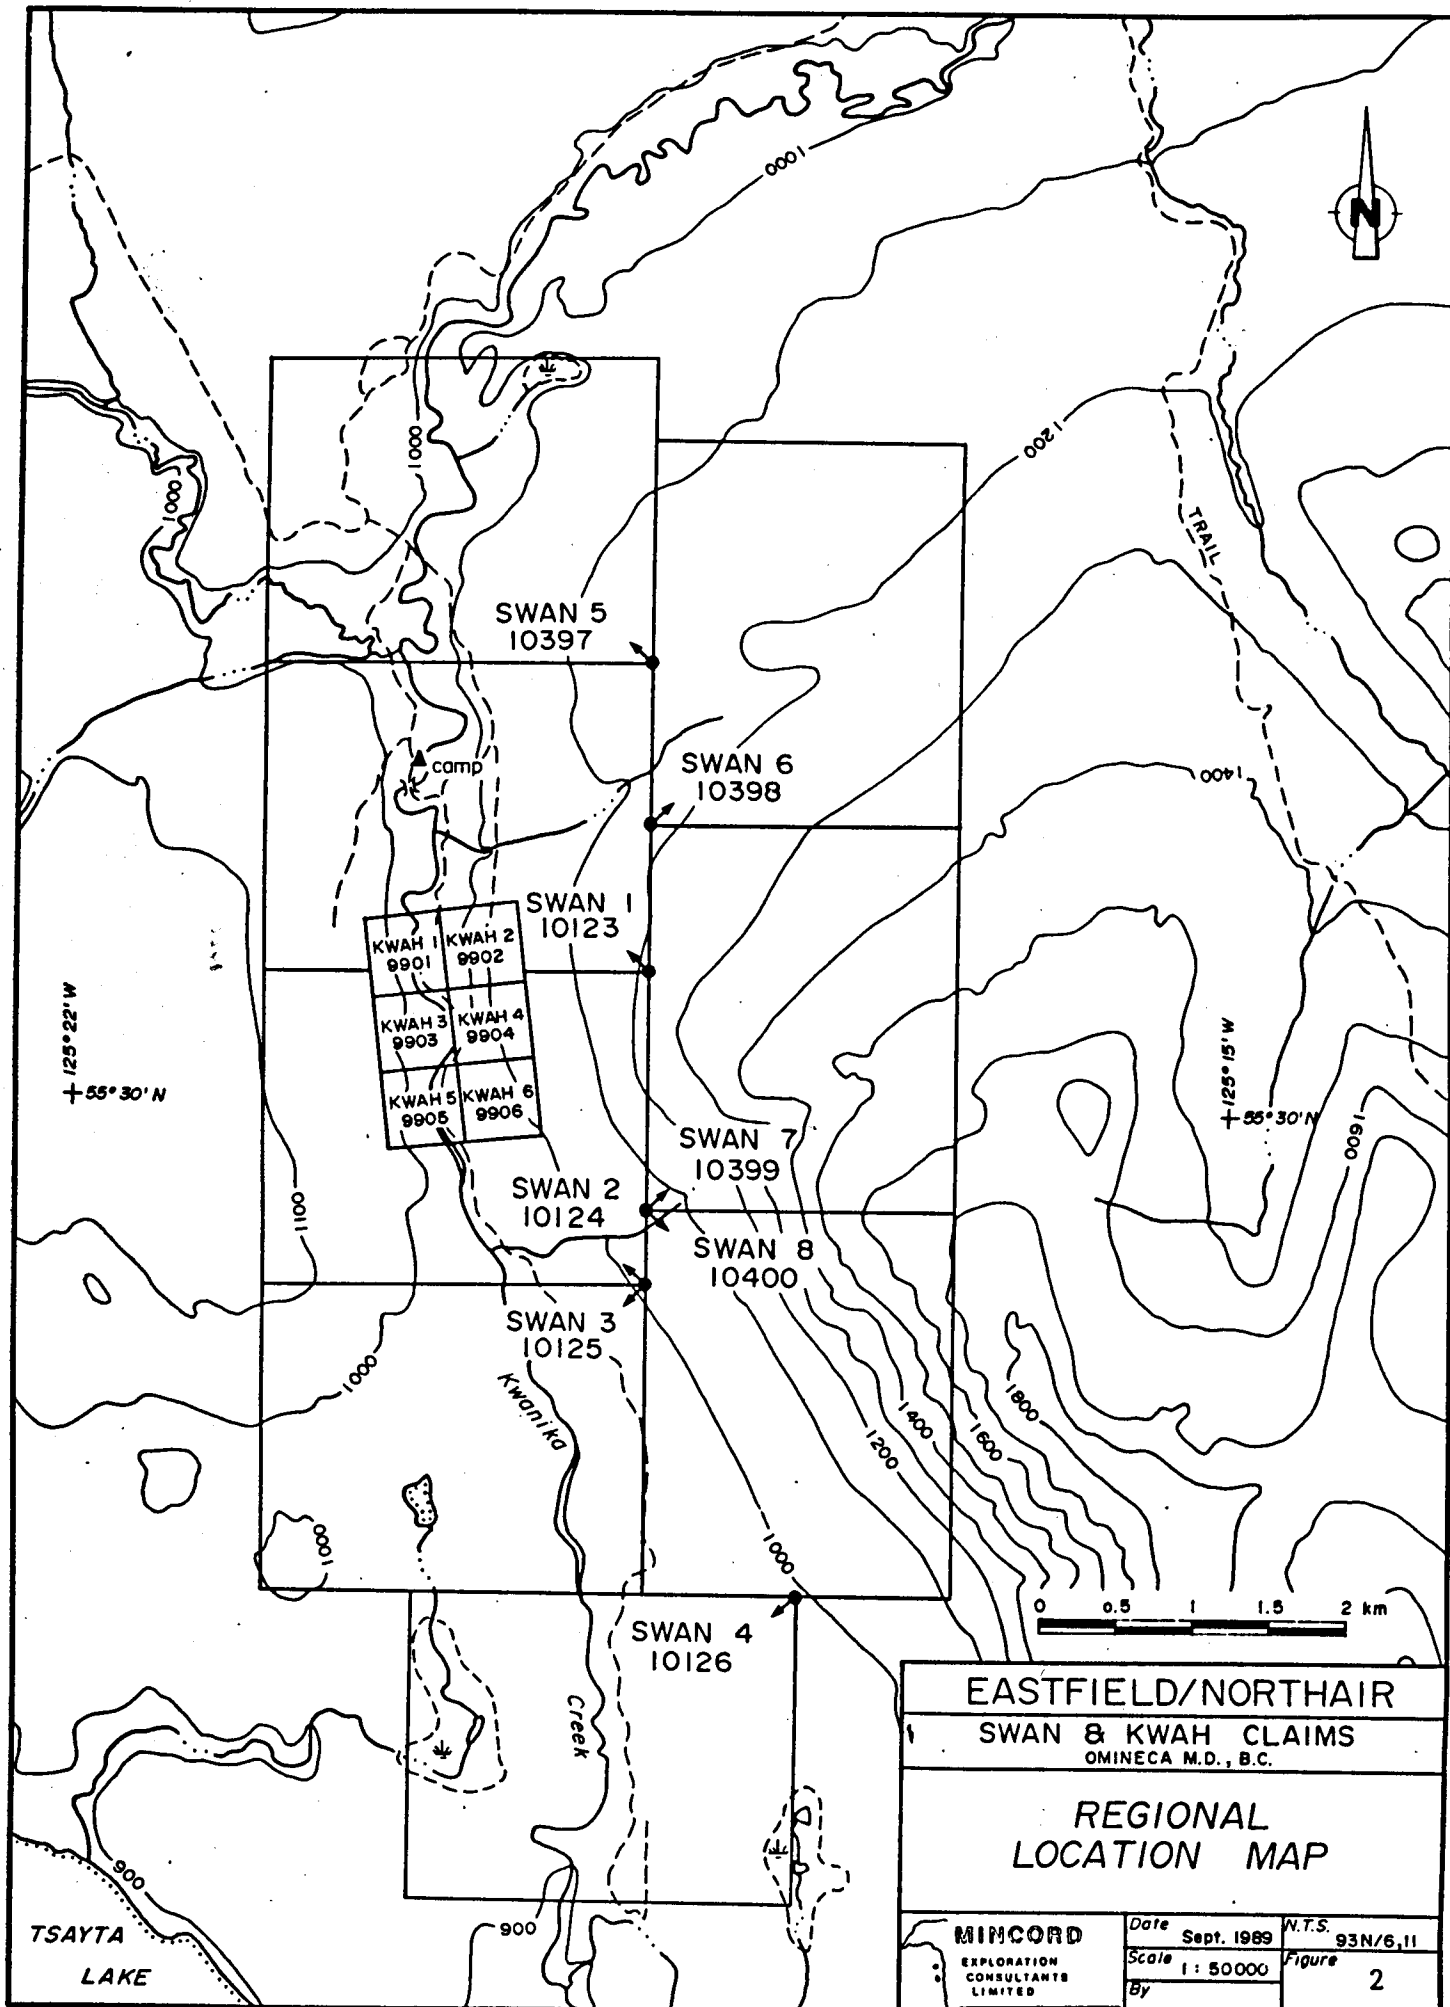 1000
N
1000
1000
1200
TRAIL
SWAN 5
10397
camp
SWAN 6
10398
1400
SWAN 1
10123
KWAH 1
9901
KWAH 2
9902
KWAH 3
9903
KWAH 4
9904
KWAH 5
9905
KWAH 6
9906
125° 22' W
55° 30' N
125° 15' W
55° 30' N
1600
SWAN 7
10399
SWAN 2
10124
SWAN 8
10400
1100
SWAN 3
10125
1000
Kwanika
1800
1400
1600
1200
1000
1000
0 0.5 1 1.5 2 km
SWAN 4
10126
Creek
900
900
TSAYTA
LAKE
EASTFIELD/NORTHAIR
SWAN & KWAH CLAIMS
OMINECA M.D., B.C.
REGIONAL
LOCATION MAP
MINCORD
EXPLORATION
CONSULTANTS
LIMITED
Date Sept. 1989
N.T.S. 93N/6,11
Scale 1 : 50000
Figure 2
By